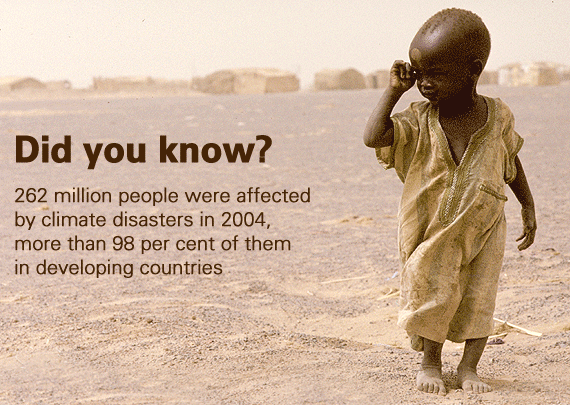 Did you know?
262 million people were affected
by climate disasters in 2004,
more than 98 per cent of them
in developing countries